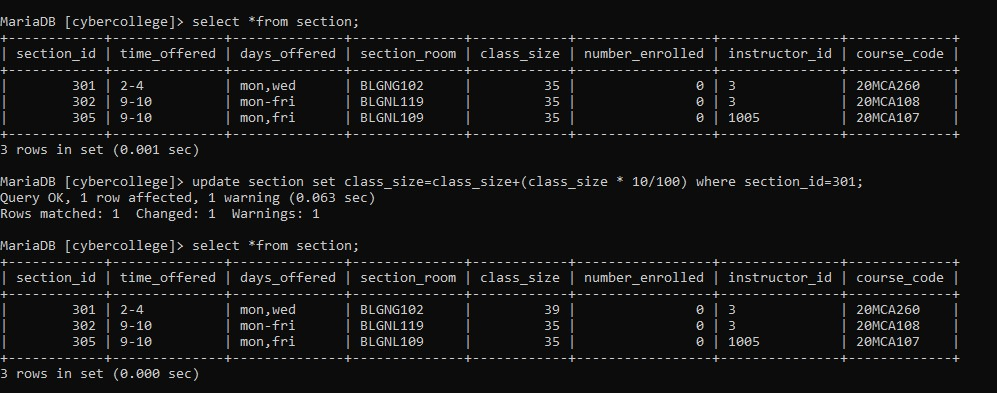 MariaDB [cybercollege]> select *from section;
+------------+--------------+--------------+--------------+------------+-----------------+---------------+-------------+
| section_id | time_offered | days_offered | section_room | class_size | number_enrolled | instructor_id | course_code |
+------------+--------------+--------------+--------------+------------+-----------------+---------------+-------------+
|        301 | 2-4          | mon,wed      | BLGNG102     |         35 |               0 | 3             | 20MCA260    |
|        302 | 9-10         | mon-fri      | BLGNL119     |         35 |               0 | 3             | 20MCA108    |
|        305 | 9-10         | mon,fri      | BLGNL109     |         35 |               0 | 1005          | 20MCA107    |
+------------+--------------+--------------+--------------+------------+-----------------+---------------+-------------+
3 rows in set (0.001 sec)
MariaDB [cybercollege]> update section set class_size=class_size+(class_size * 10/100) where section_id=301;
Query OK, 1 row affected, 1 warning (0.063 sec)
Rows matched: 1  Changed: 1  Warnings: 1
MariaDB [cybercollege]> select *from section;
+------------+--------------+--------------+--------------+------------+-----------------+---------------+-------------+
| section_id | time_offered | days_offered | section_room | class_size | number_enrolled | instructor_id | course_code |
+------------+--------------+--------------+--------------+------------+-----------------+---------------+-------------+
|        301 | 2-4          | mon,wed      | BLGNG102     |         39 |               0 | 3             | 20MCA260    |
|        302 | 9-10         | mon-fri      | BLGNL119     |         35 |               0 | 3             | 20MCA108    |
|        305 | 9-10         | mon,fri      | BLGNL109     |         35 |               0 | 1005          | 20MCA107    |
+------------+--------------+--------------+--------------+------------+-----------------+---------------+-------------+
3 rows in set (0.000 sec)